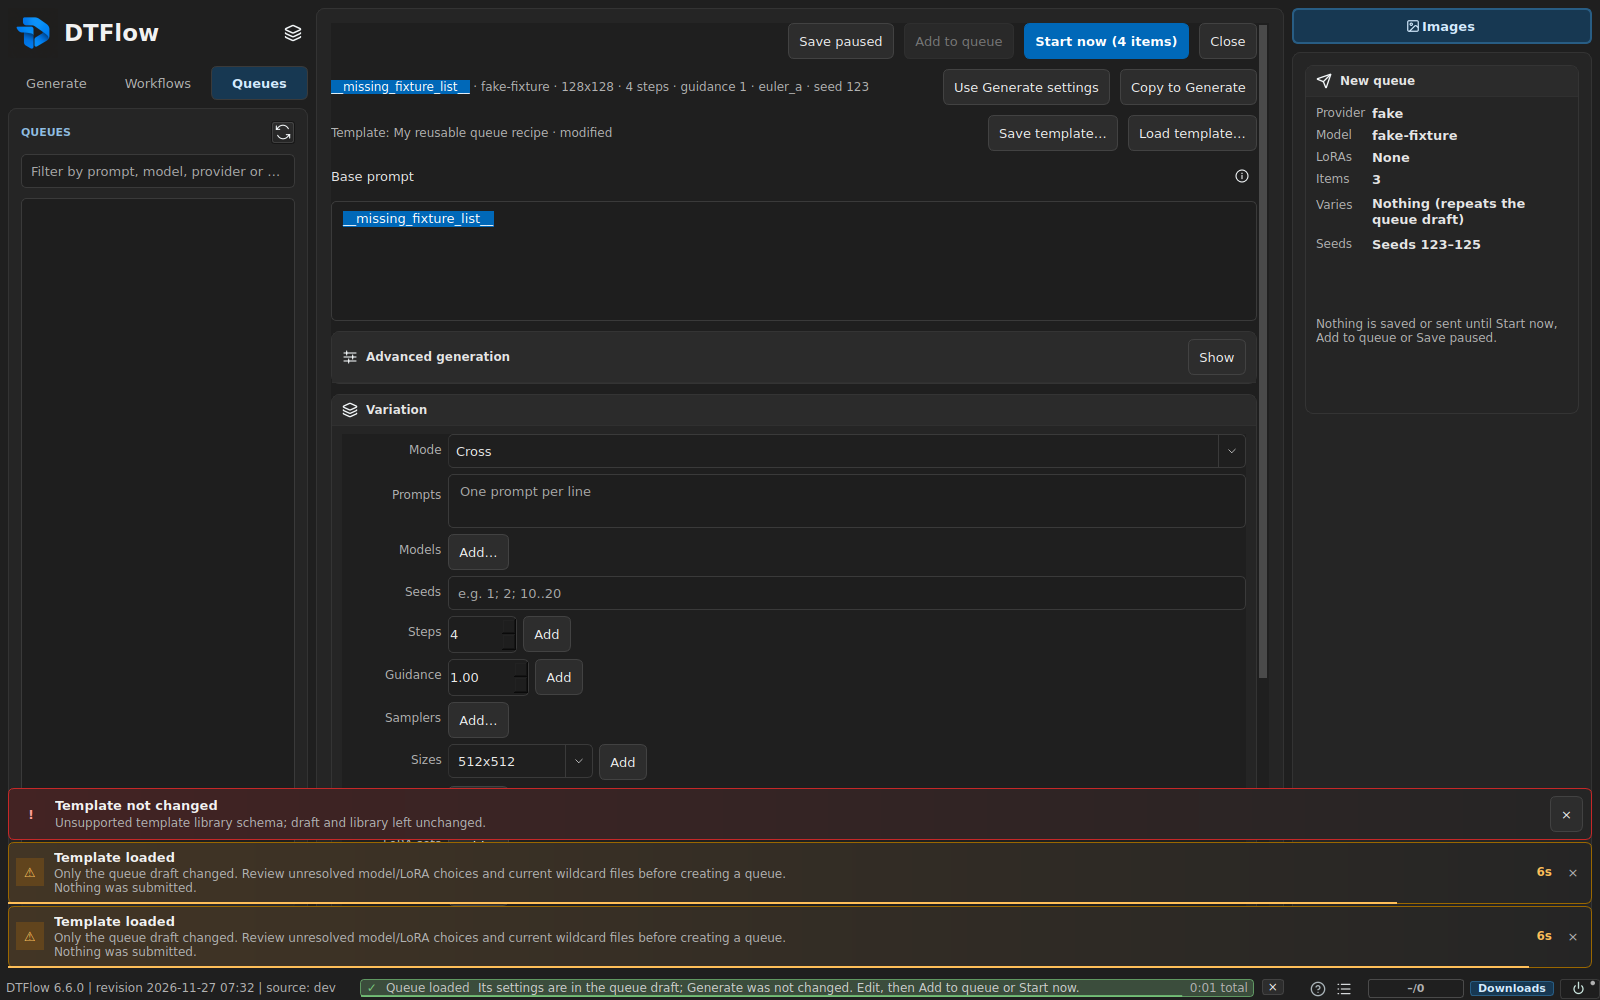 DTFlow
Generate
Workflows
Queues
QUEUES
Filter by prompt, model, provider or ...
Save paused
Add to queue
Start now (4 items)
Close
__missing_fixture_list__ · fake-fixture · 128x128 · 4 steps · guidance 1 · euler_a · seed 123
Use Generate settings
Copy to Generate
Template: My reusable queue recipe · modified
Save template...
Load template...
Base prompt
__missing_fixture_list__
Advanced generation
Show
Variation
Mode
Cross
Prompts
One prompt per line
Models
Add...
Seeds
e.g. 1; 2; 10..20
Steps
4
Add
Guidance
1.00
Add
Samplers
Add...
Sizes
512x512
Add
Images
New queue
Provider fake
Model fake-fixture
LoRAs None
Items 3
Varies Nothing (repeats the
queue draft)
Seeds Seeds 123–125
Nothing is saved or sent until Start now,
Add to queue or Save paused.
Template not changed
Unsupported template library schema; draft and library left unchanged.
Template loaded
Only the queue draft changed. Review unresolved model/LoRA choices and current wildcard files before creating a queue.
Nothing was submitted.
6s
Template loaded
Only the queue draft changed. Review unresolved model/LoRA choices and current wildcard files before creating a queue.
Nothing was submitted.
6s
DTFlow 6.6.0 | revision 2026-11-27 07:32 | source: dev
Queue loaded Its settings are in the queue draft; Generate was not changed. Edit, then Add to queue or Start now.
0:01 total
–/0
Downloads